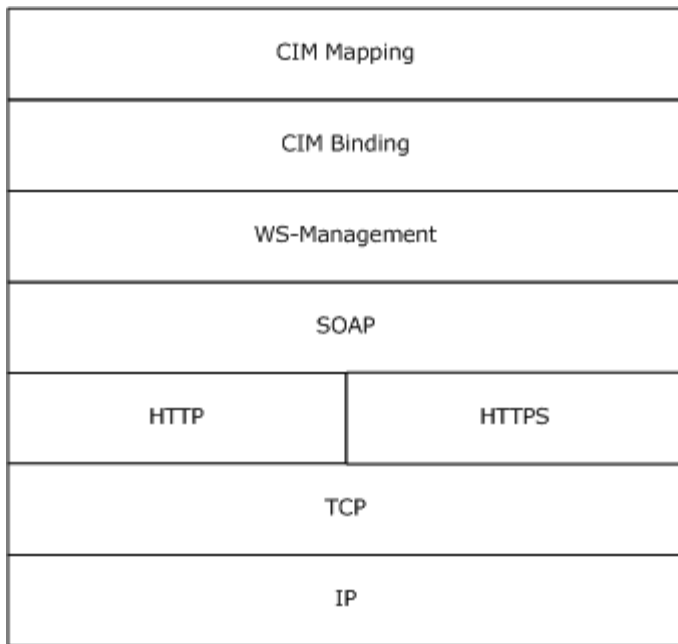 CIM Mapping
CIM Binding
WS-Management
SOAP
HTTP
HTTPS
TCP
IP